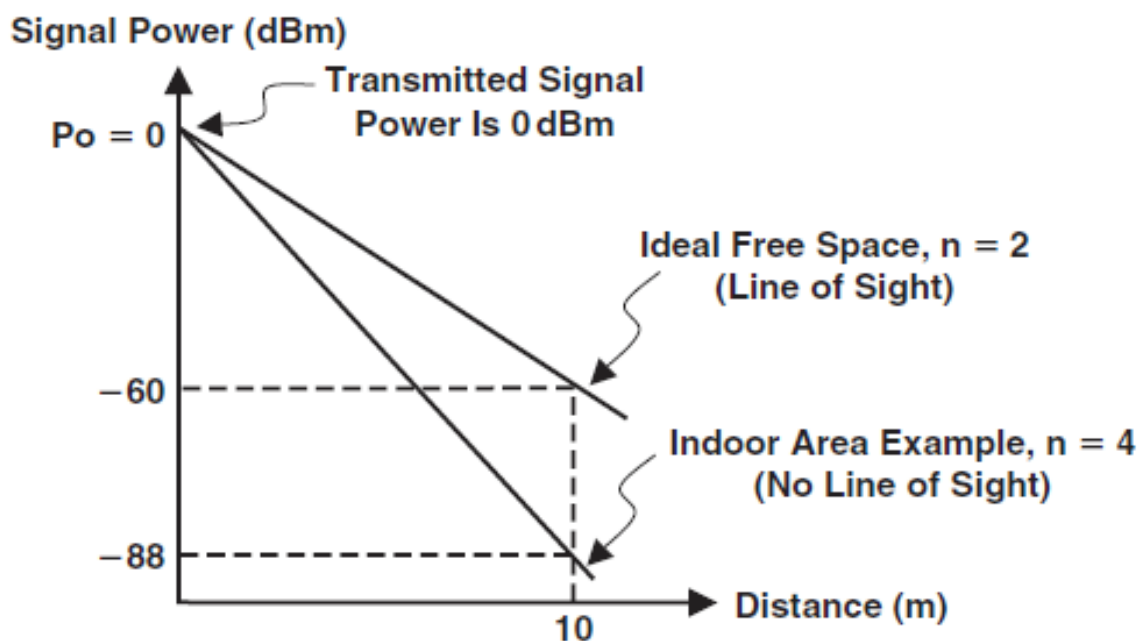 Signal Power (dBm)
Transmitted Signal
Power Is 0 dBm
Po = 0
Ideal Free Space, n = 2
(Line of Sight)
−60
Indoor Area Example, n = 4
(No Line of Sight)
−88
Distance (m)
10